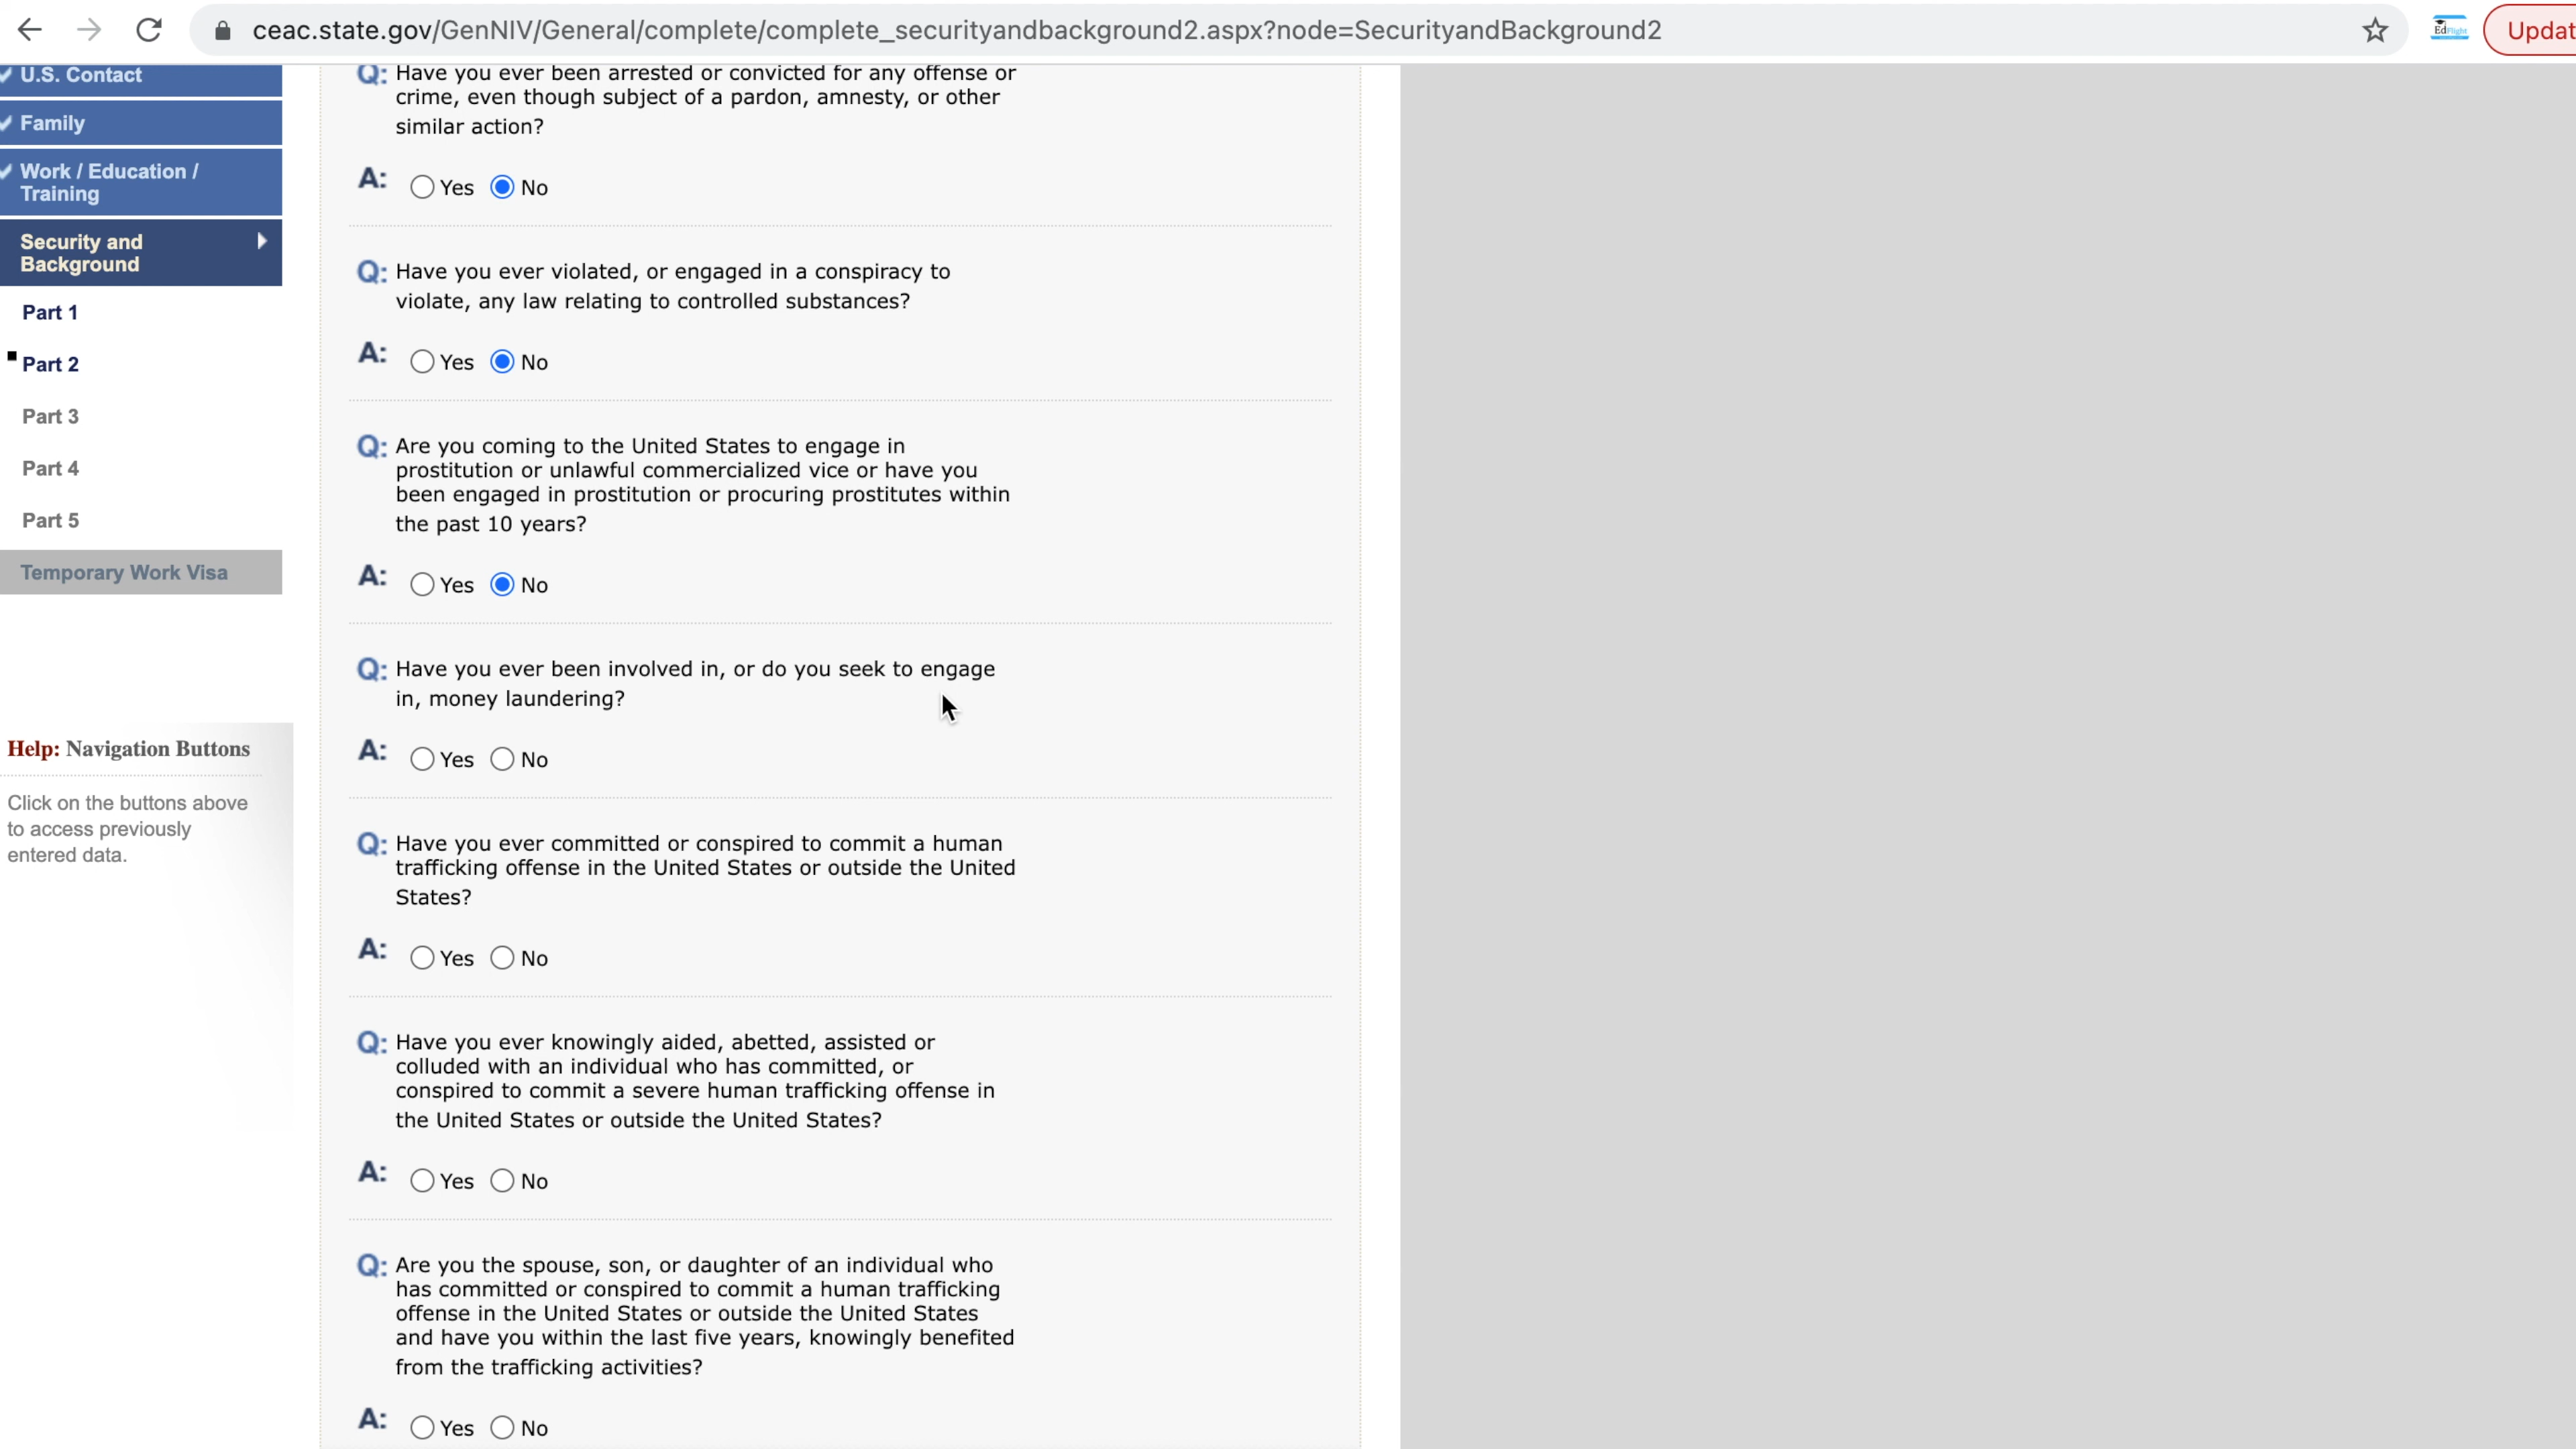 ceac.state.gov/GenNIV/General/complete/complete_securityandbackground2.aspx?node=SecurityandBackground2
Updat
U.S. Contact
Family
Work / Education /
Training
Security and
Background
Part 1
Part 2
Part 3
Part 4
Part 5
Temporary Work Visa
Help: Navigation Buttons
Click on the buttons above
to access previously
entered data.
Q: Have you ever been arrested or convicted for any offense or
crime, even though subject of a pardon, amnesty, or other
similar action?
A: Yes No
Q: Have you ever violated, or engaged in a conspiracy to
violate, any law relating to controlled substances?
A: Yes No
Q: Are you coming to the United States to engage in
prostitution or unlawful commercialized vice or have you
been engaged in prostitution or procuring prostitutes within
the past 10 years?
A: Yes No
Q: Have you ever been involved in, or do you seek to engage
in, money laundering?
A: Yes No
Q: Have you ever committed or conspired to commit a human
trafficking offense in the United States or outside the United
States?
A: Yes No
Q: Have you ever knowingly aided, abetted, assisted or
colluded with an individual who has committed, or
conspired to commit a severe human trafficking offense in
the United States or outside the United States?
A: Yes No
Q: Are you the spouse, son, or daughter of an individual who
has committed or conspired to commit a human trafficking
offense in the United States or outside the United States
and have you within the last five years, knowingly benefited
from the trafficking activities?
A: Yes No